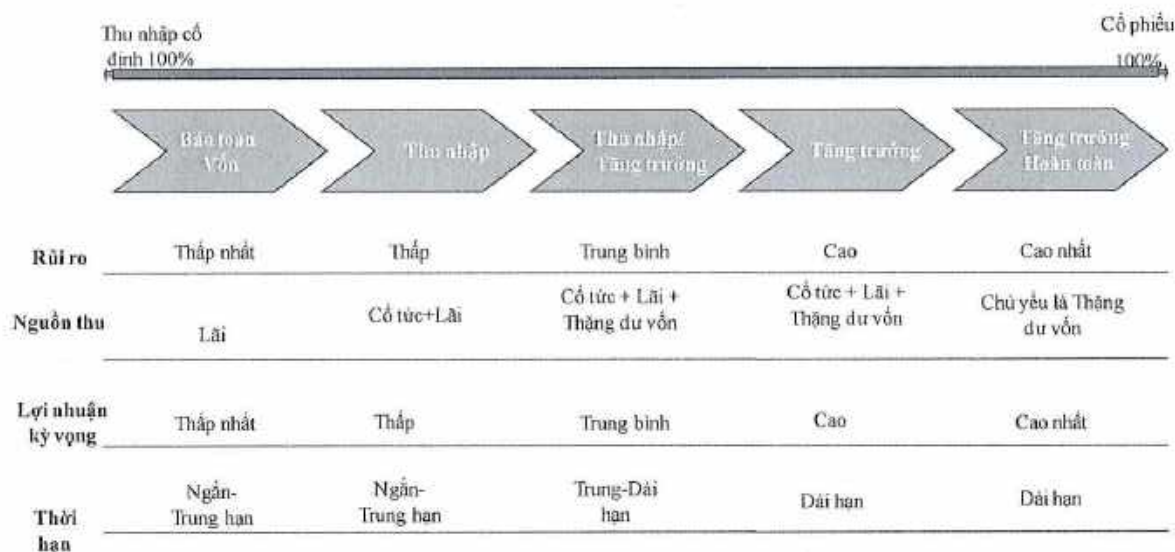 Thu nhập cố
định 100%
Cổ phiếu
100%
Bảo toàn
Vốn
Thu nhập
Thu nhập/
Tăng trưởng
Tăng trưởng
Tăng trưởng
Hoàn toàn
Rủi ro
Thấp nhất
Thấp
Trung bình
Cao
Cao nhất
Nguồn thu
Lãi
Cổ tức+Lãi
Cổ tức + Lãi +
Thặng dư vốn
Cổ tức + Lãi +
Thặng dư vốn
Chủ yếu là Thặng
dư vốn
Lợi nhuận
kỳ vọng
Thấp nhất
Thấp
Trung bình
Cao
Cao nhất
Thời
hạn
Ngắn-
Trung hạn
Ngắn-
Trung hạn
Trung-Dài
hạn
Dài hạn
Dài hạn